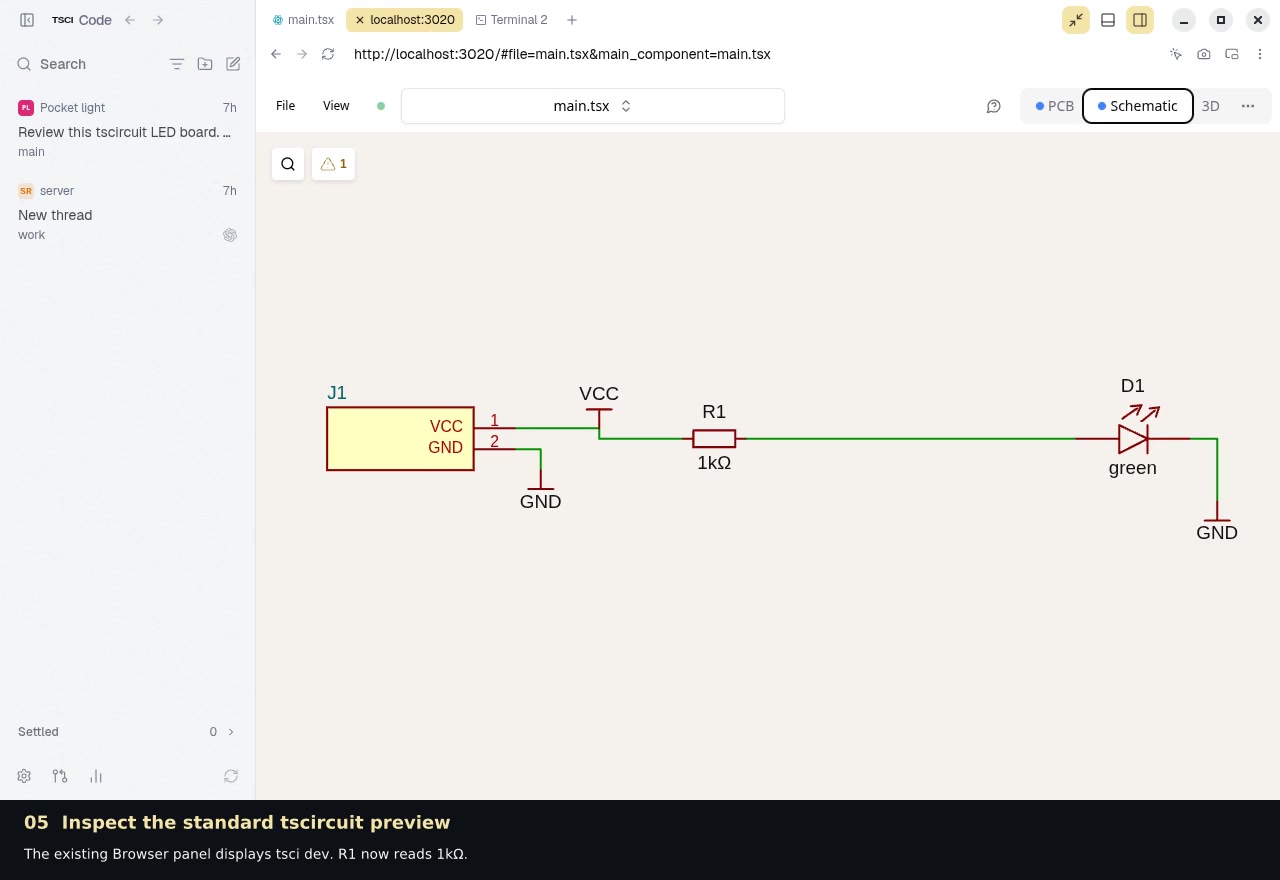 TSCI Code
main.tsx
localhost:3020
Terminal 2
Search
http://localhost:3020/#file=main.tsx&main_component=main.tsx
PL Pocket light 7h
Review this tscircuit LED board. ...
main
SR server 7h
New thread
work
File View
main.tsx
PCB Schematic 3D
1
J1
VCC
GND
1
2
VCC
GND
R1
1kΩ
D1
green
GND
Settled 0
05 Inspect the standard tscircuit preview
The existing Browser panel displays tsci dev. R1 now reads 1kΩ.